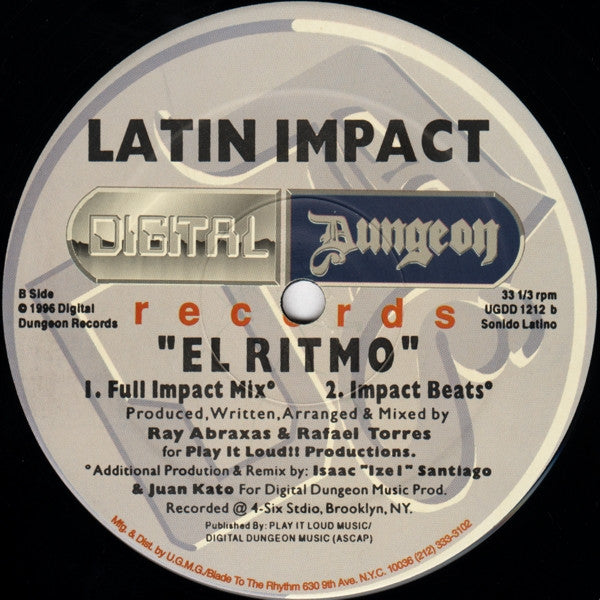 LATIN IMPACT
DIGITAL Dungeon
records
B Side
© 1996 Digital
Dungeon Records
33 1/3 rpm
UGDD 1212 b
Sonido Latino
"EL RITMO"
1. Full Impact Mix° 2. Impact Beats°
Produced, Written, Arranged & Mixed by
Ray Abraxas & Rafael Torres
for Play It Loud!! Productions.
°Additional Prodution & Remix by: Isaac "Ize 1" Santiago
& Juan Kato For Digital Dungeon Music Prod.
Recorded @ 4-Six Stdio, Brooklyn, NY.
Published By: PLAY IT LOUD MUSIC/
DIGITAL DUNGEON MUSIC (ASCAP)
Mfg. & Dist. by U.G.M.G./Blade To The Rhythm 630 9th Ave. N.Y.C. 10036 (212) 333-3102